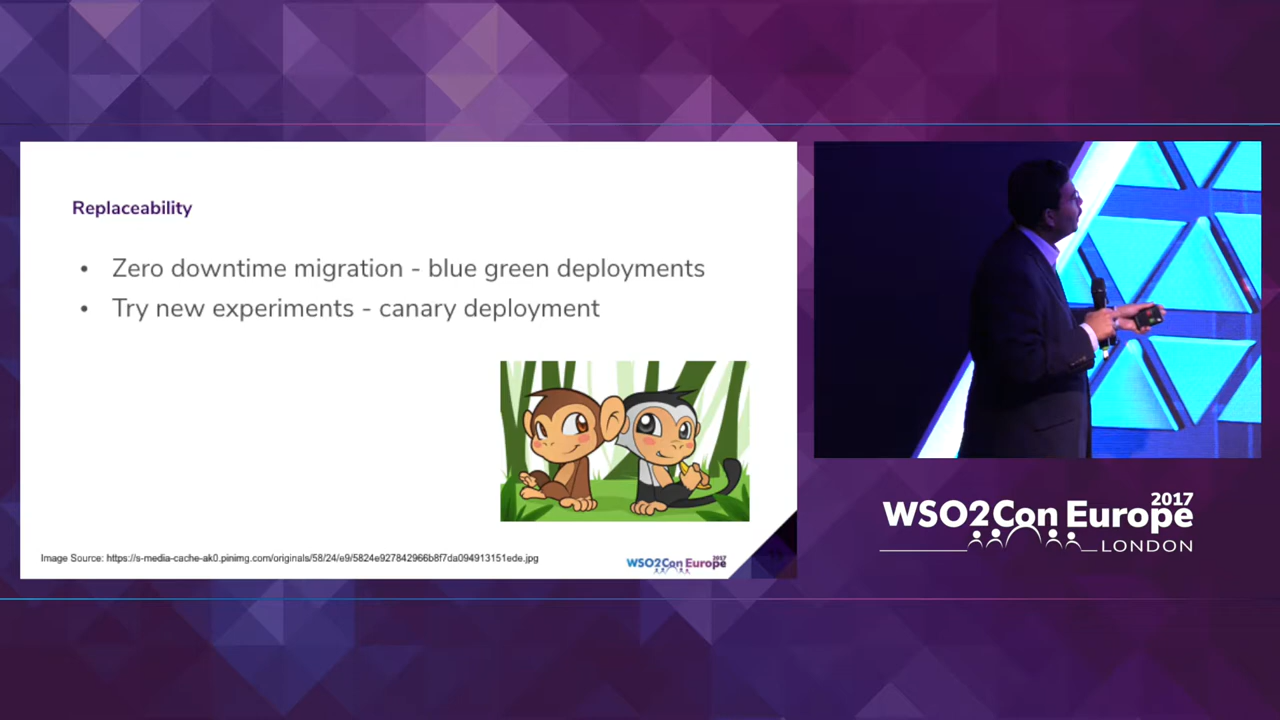 Replaceability
• Zero downtime migration - blue green deployments
• Try new experiments - canary deployment
Image Source: https://s-media-cache-ak0.pinimg.com/originals/58/24/e9/5824e927842966b8f7da094913151ede.jpg
WSO2Con Europe 2017
2017
WSO2Con Europe
LONDON